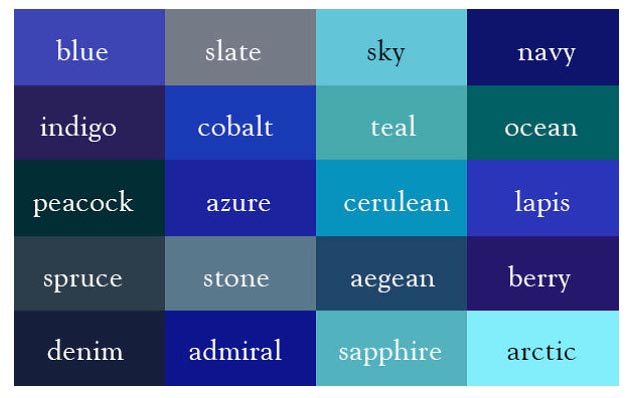 blue slate sky navy
indigo cobalt teal ocean
peacock azure cerulean lapis
spruce stone aegean berry
denim admiral sapphire arctic